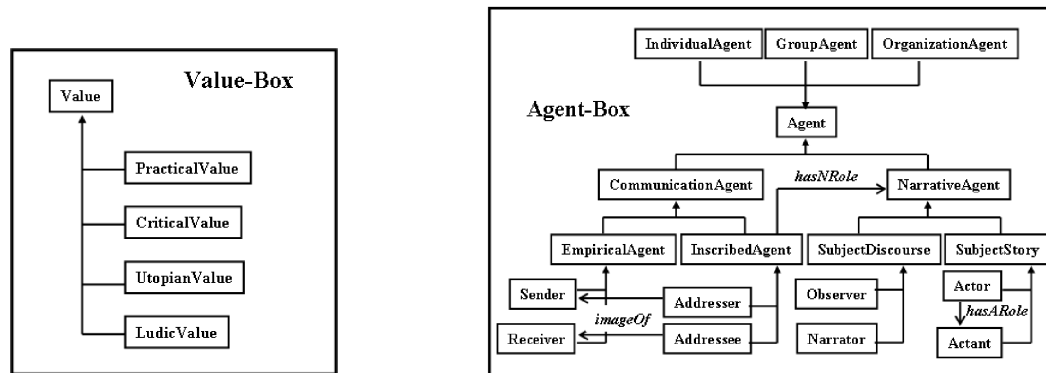 Value-Box
Value
PracticalValue
CriticalValue
UtopianValue
LudicValue
IndividualAgent GroupAgent OrganizationAgent
Agent-Box
Agent
hasNRole
CommunicationAgent NarrativeAgent
EmpiricalAgent InscribedAgent SubjectDiscourse SubjectStory
Sender Addresser Observer Actor
imageOf hasARole
Receiver Addressee Narrator Actant